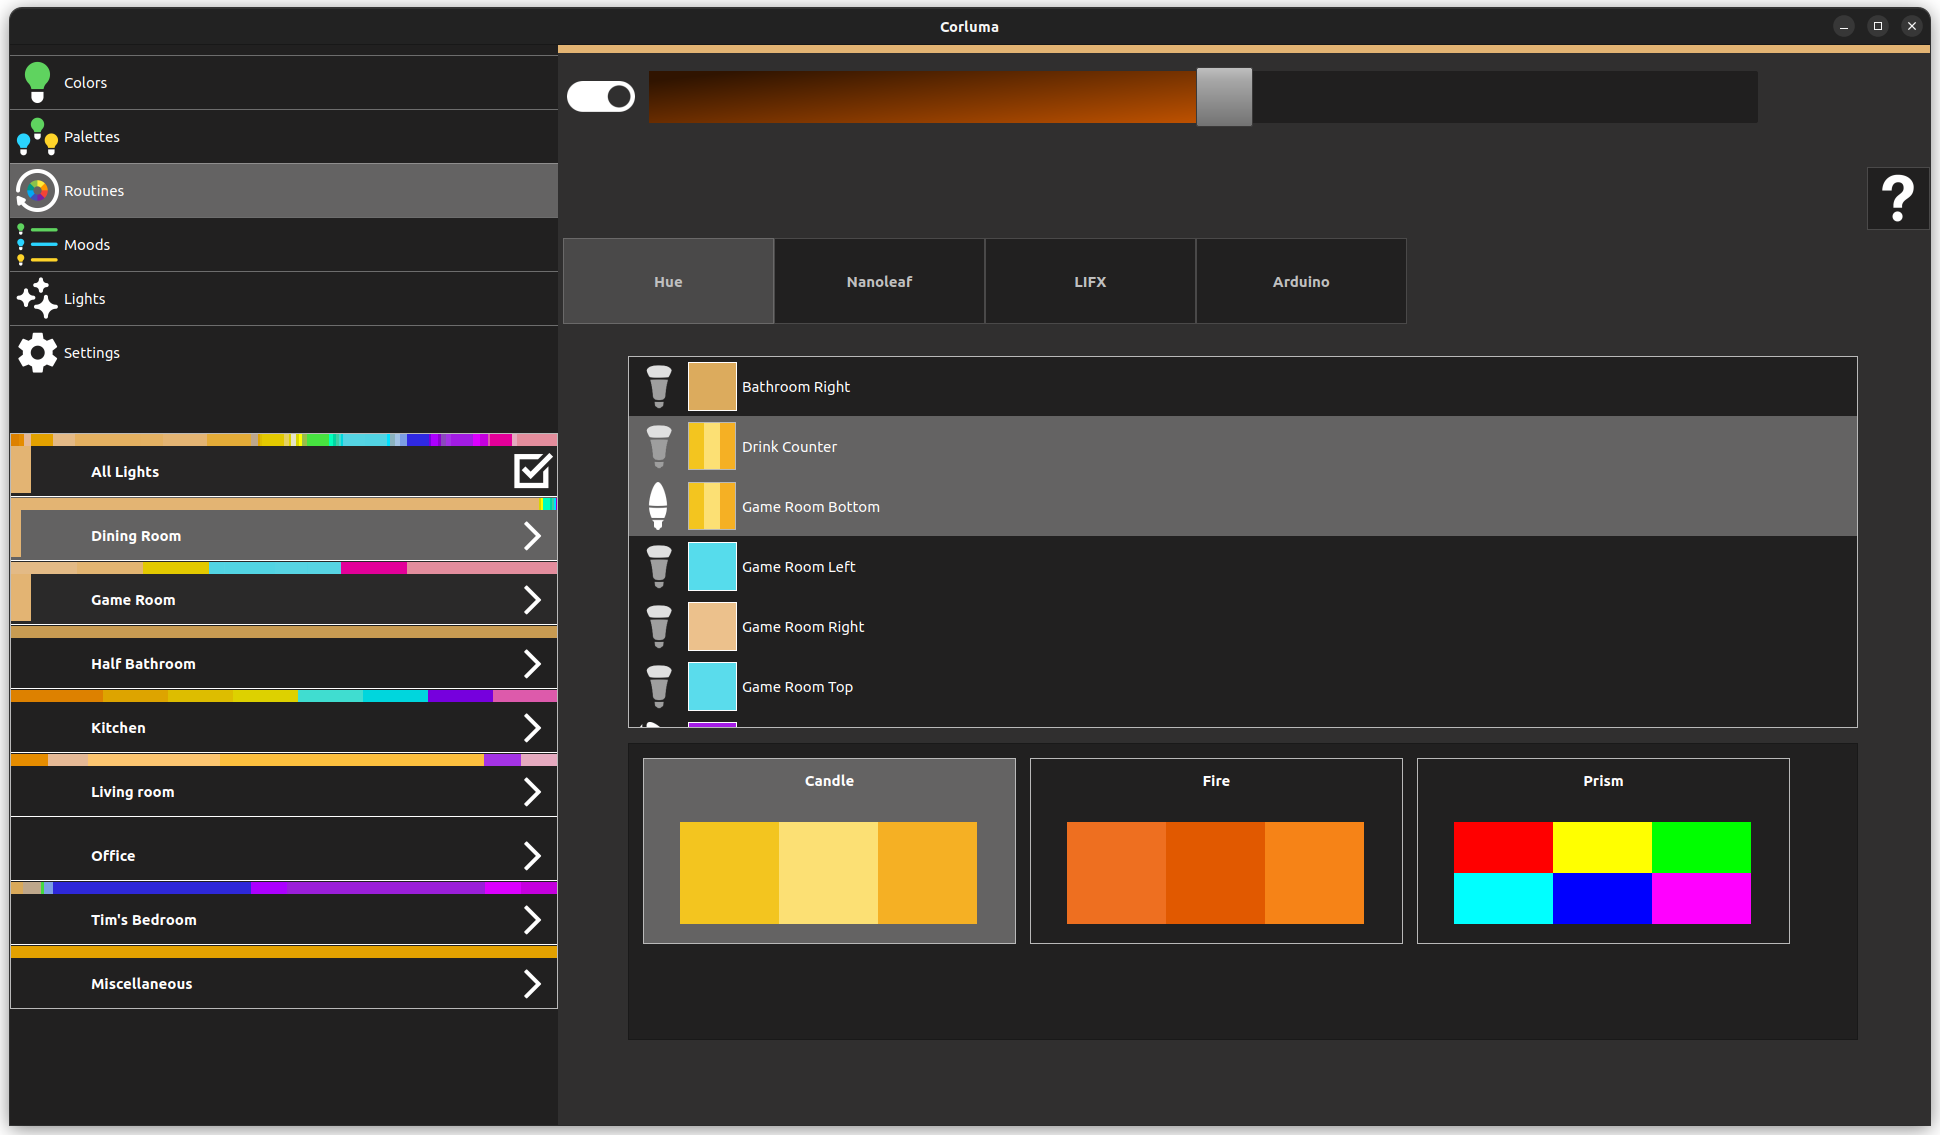 Corluma
Colors
Palettes
Routines
Moods
Lights
Settings
All Lights
Dining Room
Game Room
Half Bathroom
Kitchen
Living room
Office
Tim's Bedroom
Miscellaneous
?
Hue
Nanoleaf
LIFX
Arduino
Bathroom Right
Drink Counter
Game Room Bottom
Game Room Left
Game Room Right
Game Room Top
Candle
Fire
Prism